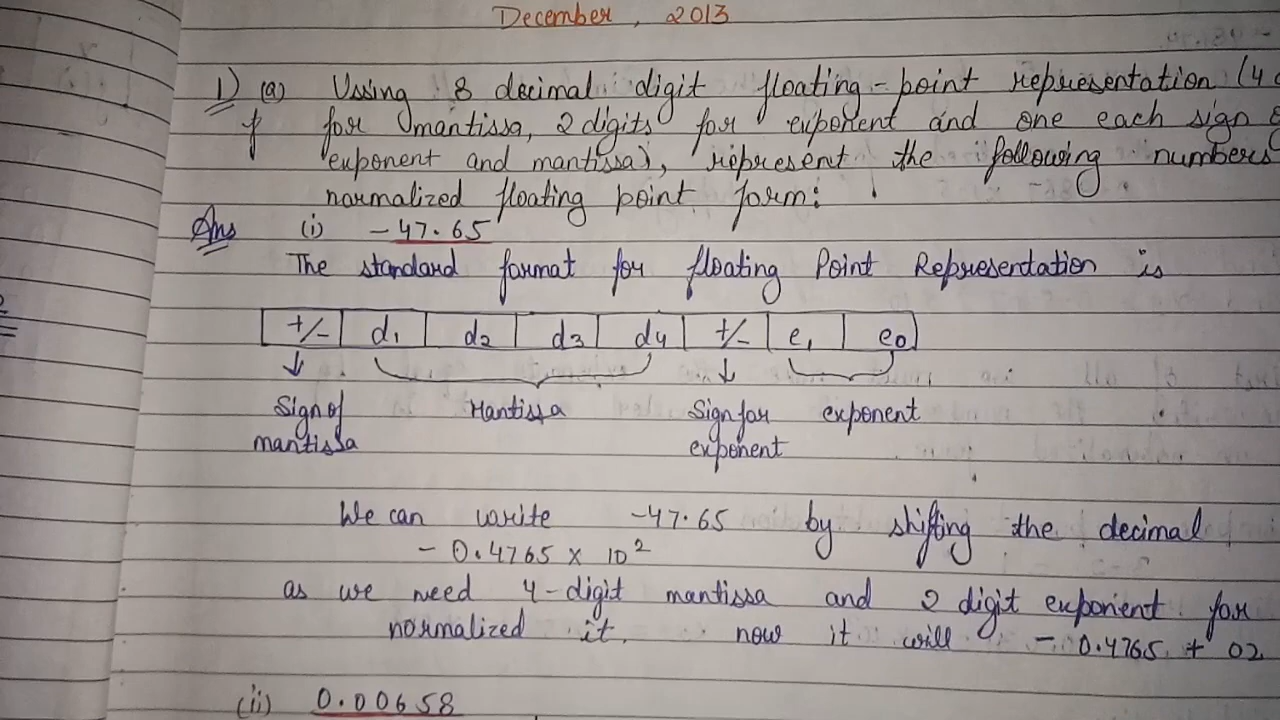 December, 2013
1) (a) Using 8 decimal digit floating-point representation (4
for mantissa, 2 digits for exponent and one each sign
exponent and mantissa), represent the following numbers
normalized floating point form:
Ans (i) -47.65
The standard format for floating Point Representation is
+/- d1 d2 d3 d4 +/- e1 e0
↓ ↓
Sign of Mantissa Sign for exponent
mantissa exponent
We can write -47.65 by shifting the decimal
- 0.4765 x 10²
as we need 4-digit mantissa and 2 digit exponent for
normalized it. now it will - 0.4765 + 02
(ii) 0.00658